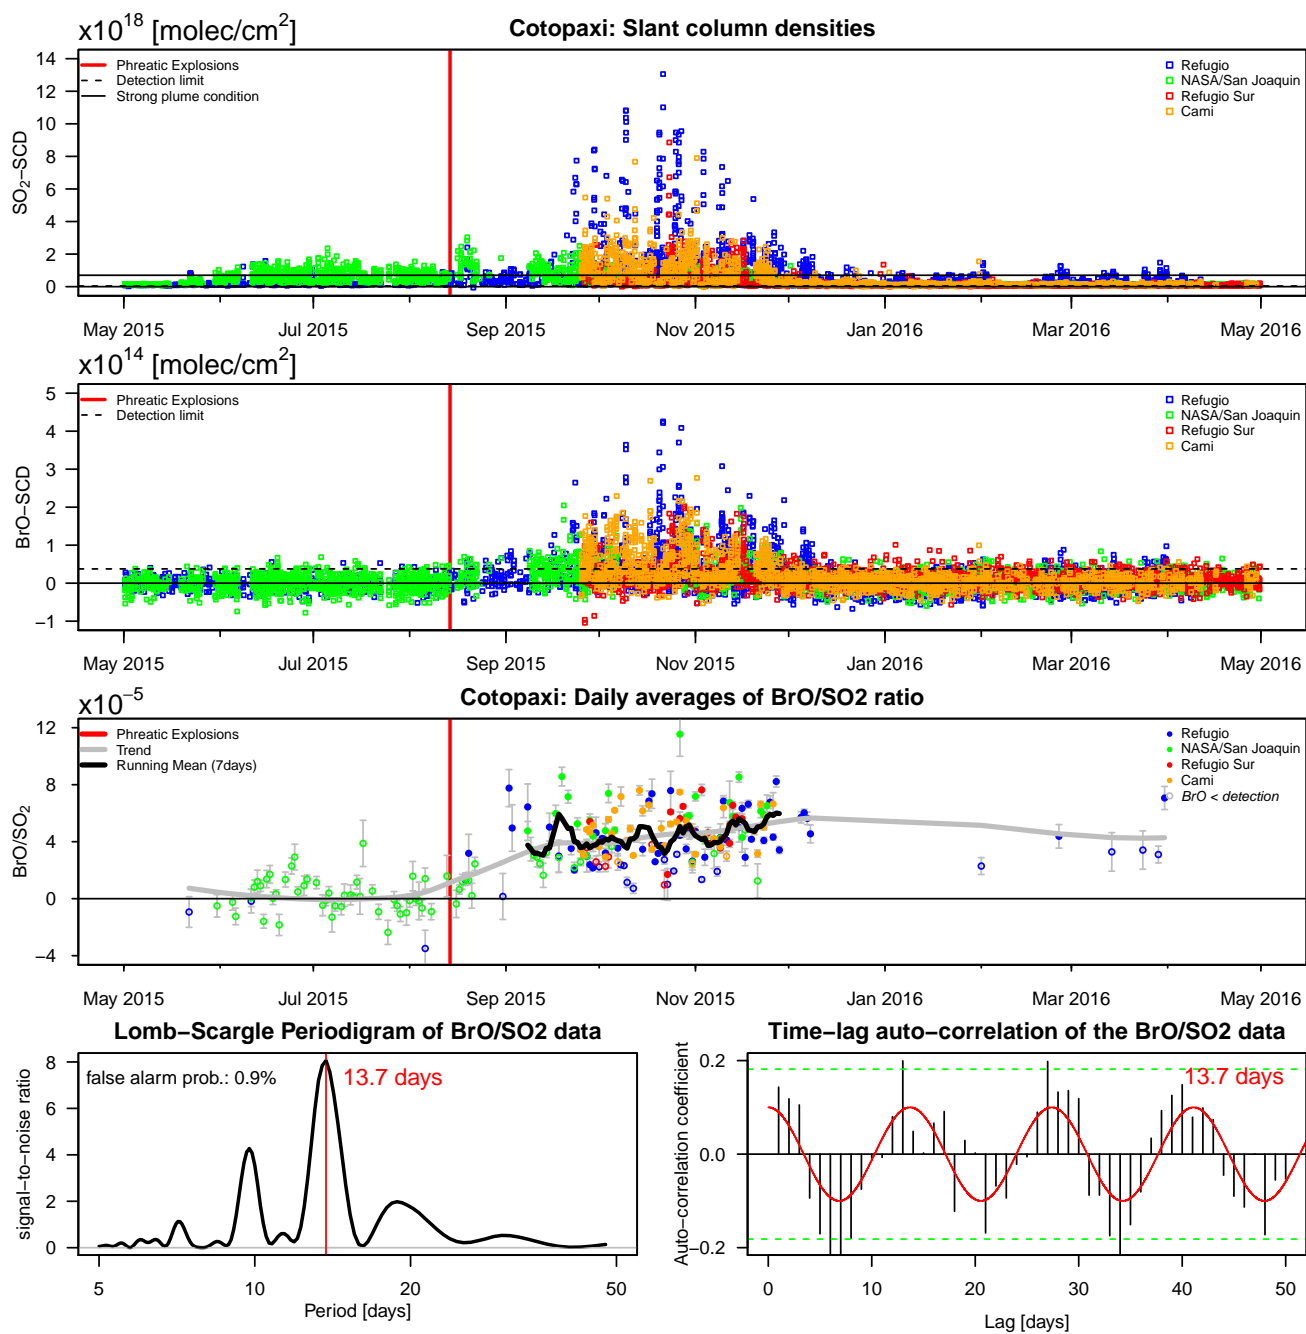 x10^18 [molec/cm^2]
Cotopaxi: Slant column densities
SO2−SCD
14
12
10
8
6
4
2
0
Phreatic Explosions
Detection limit
Strong plume condition
Refugio
NASA/San Joaquin
Refugio Sur
Cami
May 2015 Jul 2015 Sep 2015 Nov 2015 Jan 2016 Mar 2016 May 2016
x10^14 [molec/cm^2]
BrO−SCD
5
4
3
2
1
0
−1
Phreatic Explosions
Detection limit
Refugio
NASA/San Joaquin
Refugio Sur
Cami
May 2015 Jul 2015 Sep 2015 Nov 2015 Jan 2016 Mar 2016 May 2016
x10^−5
Cotopaxi: Daily averages of BrO/SO2 ratio
BrO/SO2
12
8
4
0
−4
Phreatic Explosions
Trend
Running Mean (7days)
Refugio
NASA/San Joaquin
Refugio Sur
Cami
BrO < detection
May 2015 Jul 2015 Sep 2015 Nov 2015 Jan 2016 Mar 2016 May 2016
Lomb−Scargle Periodigram of BrO/SO2 data
signal−to−noise ratio
8
6
4
2
0
false alarm prob.: 0.9%
13.7 days
5 10 20 50
Period [days]
Time−lag auto−correlation of the BrO/SO2 data
Auto−correlation coefficient
0.2
0.0
−0.2
13.7 days
0 10 20 30 40 50
Lag [days]